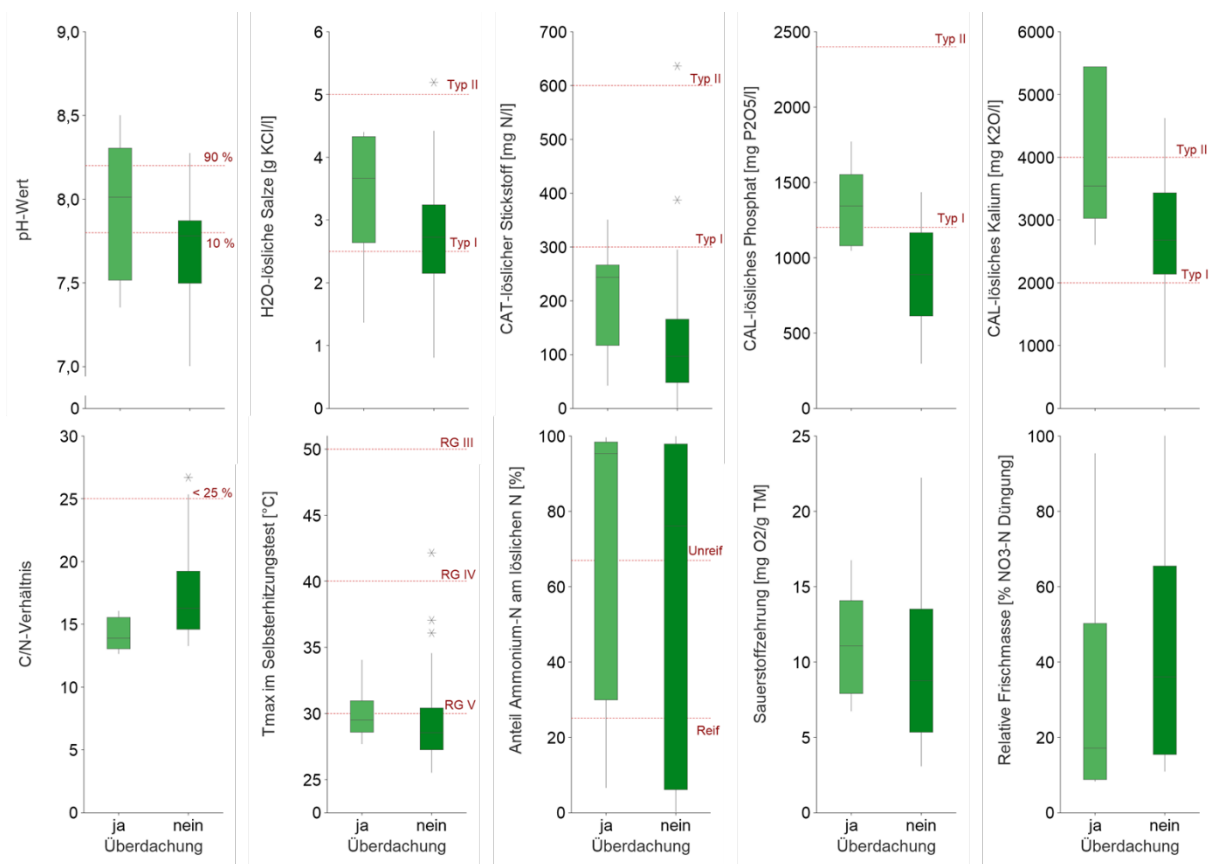 pH-Wert
9,0
8,5
8,0
7,5
7,0
0
90 %
10 %
H2O-lösliche Salze [g KCl/l]
6
5
4
3
2
1
0
Typ II
Typ I
CAT-löslicher Stickstoff [mg N/l]
700
600
500
400
300
200
100
0
Typ II
Typ I
CAL-lösliches Phosphat [mg P2O5/l]
2500
2000
1500
1000
500
0
Typ II
Typ I
CAL-lösliches Kalium [mg K2O/l]
6000
5000
4000
3000
2000
1000
0
Typ II
Typ I
C/N-Verhältnis
30
25
20
15
10
5
0
< 25 %
ja nein
Überdachung
Tmax im Selbsterhitzungstest [°C]
50
45
40
35
30
25
0
RG III
RG IV
RG V
ja nein
Überdachung
Anteil Ammonium-N am löslichen N [%]
100
80
60
40
20
0
Unreif
Reif
ja nein
Überdachung
Sauerstoffzehrung [mg O2/g TM]
25
20
15
10
5
0
ja nein
Überdachung
Relative Frischmasse [% NO3-N Düngung]
100
80
60
40
20
0
ja nein
Überdachung